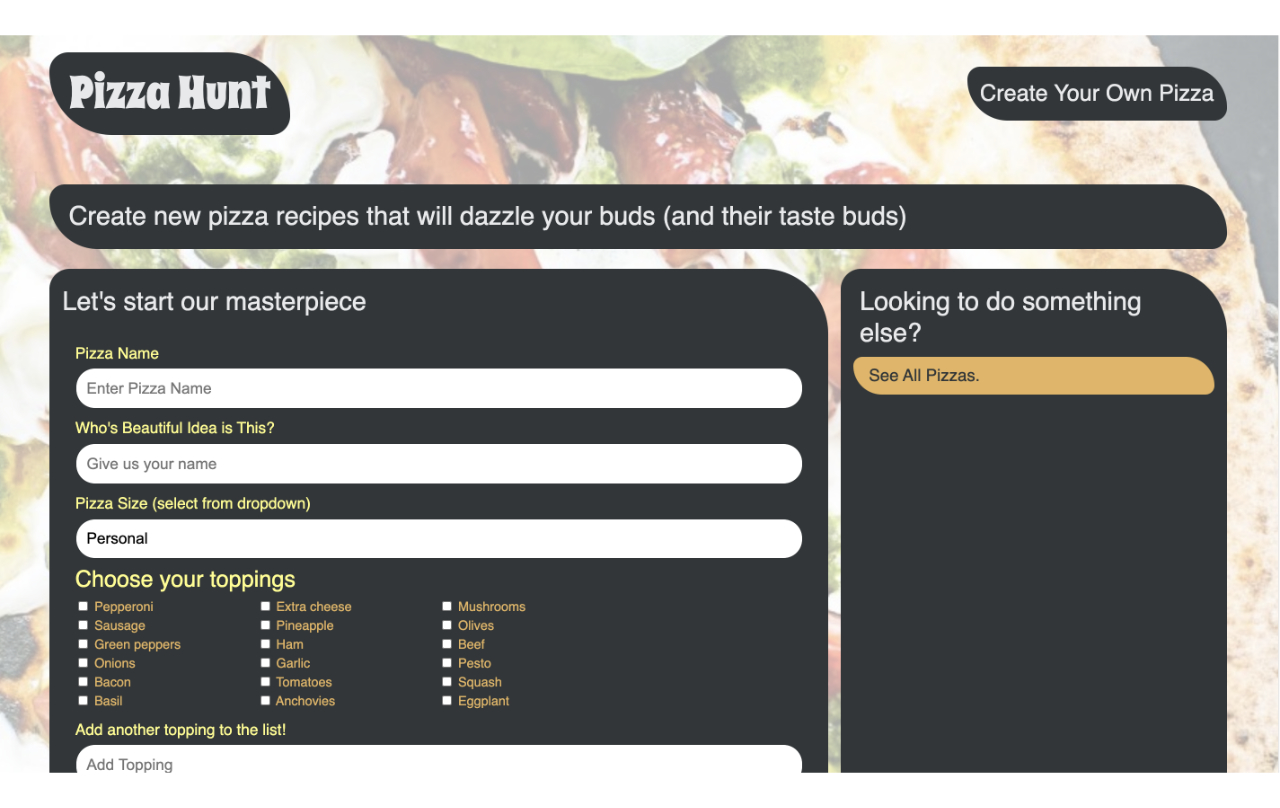 Pizza Hunt
Create Your Own Pizza
Create new pizza recipes that will dazzle your buds (and their taste buds)
Let's start our masterpiece
Pizza Name
Enter Pizza Name
Who's Beautiful Idea is This?
Give us your name
Pizza Size (select from dropdown)
Personal
Choose your toppings
Pepperoni Extra cheese Mushrooms
Sausage Pineapple Olives
Green peppers Ham Beef
Onions Garlic Pesto
Bacon Tomatoes Squash
Basil Anchovies Eggplant
Add another topping to the list!
Add Topping
Looking to do something
else?
See All Pizzas.